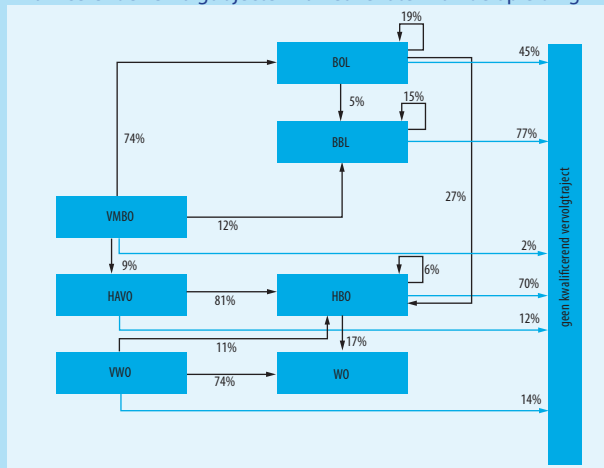 19%
BOL
45%
5%
15%
BBL
77%
74%
27%
VMBO
12%
2%
9%
6%
70%
HAVO
81%
HBO
12%
11%
17%
VWO
74%
WO
14%
geen kwalificerend vervolgtraject